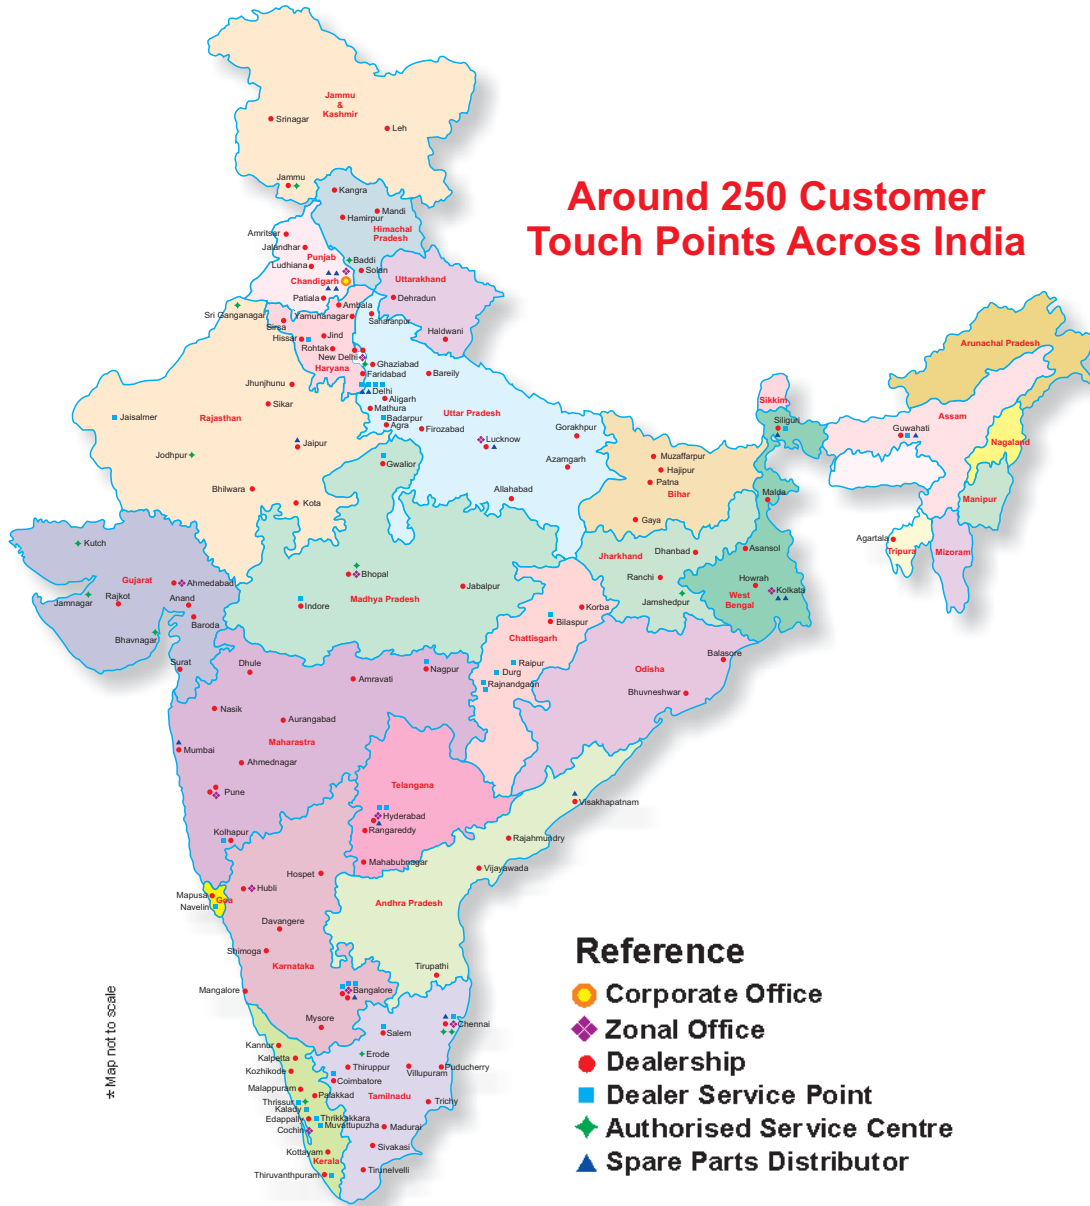 Around 250 Customer
Touch Points Across India
Jammu
&
Kashmir
Srinagar
Leh
Jammu
Kangra
Mandi
Hamirpur
Himachal
Pradesh
Amritsar
Jalandhar
Punjab
Ludhiana
Baddi
Solan
Chandigarh
Uttarakhand
Patiala
Ambala
Dehradun
Sri Ganganagar
Yamunanagar
Saharanpur
Sirsa
Hissar
Jind
Haldwani
Rohtak
New Delhi
Haryana
Ghaziabad
Faridabad
Bareily
Jhunjhunu
Delhi
Aligarh
Sikar
Mathura
Jaisalmer
Rajasthan
Badarpur
Agra
Firozabad
Uttar Pradesh
Gorakhpur
Jaipur
Lucknow
Jodhpur
Gwalior
Azamgarh
Bhilwara
Kota
Allahabad
Muzaffarpur
Hajipur
Patna
Bihar
Gaya
Sikkim
Siliguri
Malda
Arunachal Pradesh
Assam
Guwahati
Nagaland
Manipur
Agartala
Tripura
Mizoram
Kutch
Gujarat
Ahmedabad
Jamnagar
Rajkot
Anand
Baroda
Bhavnagar
Surat
Bhopal
Jabalpur
Madhya Pradesh
Indore
Jharkhand
Dhanbad
Asansol
Ranchi
Howrah
Jamshedpur
West
Bengal
Kolkata
Korba
Bilaspur
Chattisgarh
Raipur
Durg
Rajnandgaon
Odisha
Balasore
Bhuvneshwar
Dhule
Nagpur
Amravati
Nasik
Aurangabad
Maharastra
Mumbai
Ahmednagar
Pune
Kolhapur
Telangana
Hyderabad
Rangareddy
Mahabubnagar
Visakhapatnam
Rajahmundry
Vijayawada
Andhra Pradesh
Tirupathi
Mapusa
Goa
Navelin
Hospet
Hubli
Davangere
Shimoga
Karnataka
Mangalore
Bangalore
Mysore
Chennai
Salem
Kannur
Kalpetta
Kozhikode
Erode
Thiruppur
Villupuram
Puducherry
Coimbatore
Malappuram
Palakkad
Tamilnadu
Thrissur
Trichy
Kalady
Edappally
Thrikkakkara
Muvattupuzha
Cochin
Madurai
Kottayam
Sivakasi
Kerala
Tirunelvelli
Thiruvanthpuram
* Map not to scale
Reference
Corporate Office
Zonal Office
Dealership
Dealer Service Point
Authorised Service Centre
Spare Parts Distributor